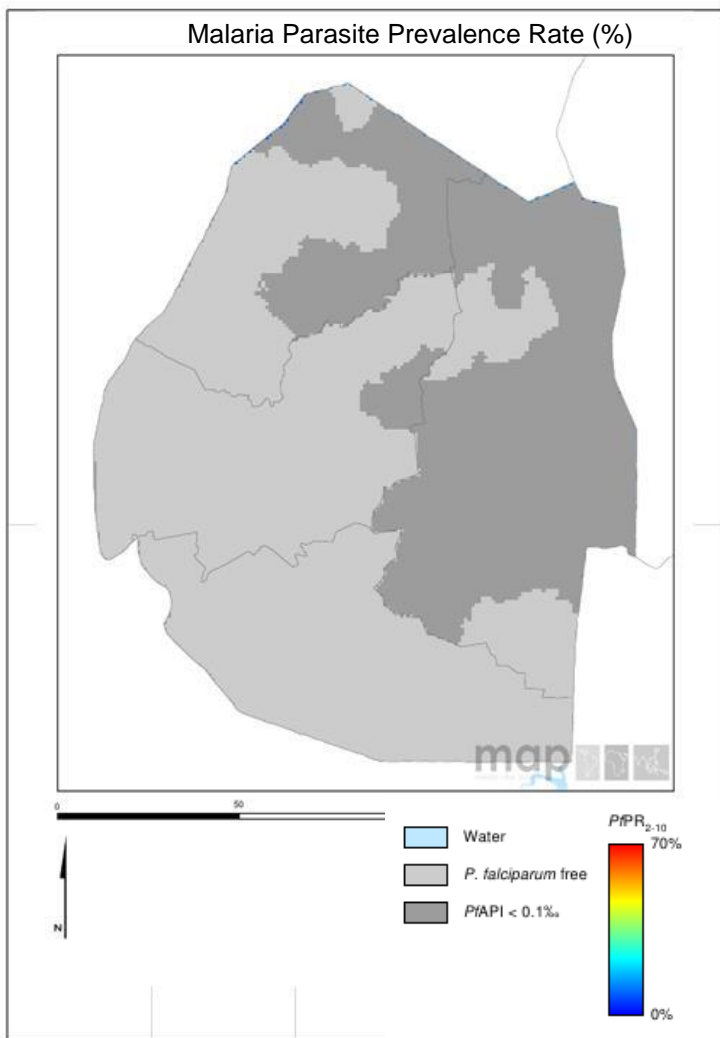 Malaria Parasite Prevalence Rate (%)
map
0 50
N
Water
P. falciparum free
PfAPI < 0.1‰
PfPR2-10
70%
0%